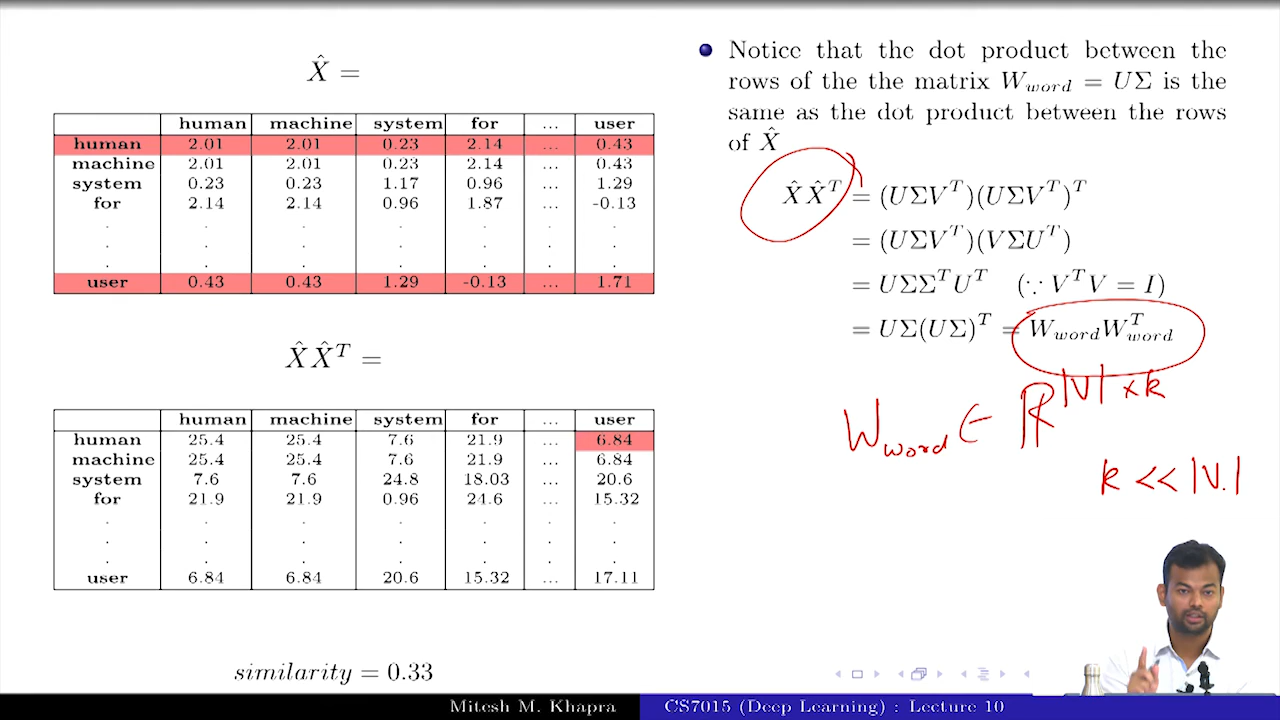 X̂ =
human machine system for ... user
human 2.01 2.01 0.23 2.14 ... 0.43
machine 2.01 2.01 0.23 2.14 ... 0.43
system 0.23 0.23 1.17 0.96 ... 1.29
for 2.14 2.14 0.96 1.87 ... -0.13
. . . . . .
. . . . . .
. . . . . .
user 0.43 0.43 1.29 -0.13 ... 1.71
X̂X̂ᵀ =
human machine system for ... user
human 25.4 25.4 7.6 21.9 ... 6.84
machine 25.4 25.4 7.6 21.9 ... 6.84
system 7.6 7.6 24.8 18.03 ... 20.6
for 21.9 21.9 0.96 24.6 ... 15.32
. . . . . .
. . . . . .
. . . . . .
user 6.84 6.84 20.6 15.32 ... 17.11
similarity = 0.33
Notice that the dot product between the
rows of the the matrix W_word = UΣ is the
same as the dot product between the rows
of X̂
X̂X̂ᵀ = (UΣVᵀ)(UΣVᵀ)ᵀ
= (UΣVᵀ)(VΣUᵀ)
= UΣΣᵀUᵀ (∵ VᵀV = I)
= UΣ(UΣ)ᵀ = W_word Wᵀ_word
W_word ∈ ℝ^|V|×k
k << |V|
Mitesh M. Khapra CS7015 (Deep Learning) : Lecture 10